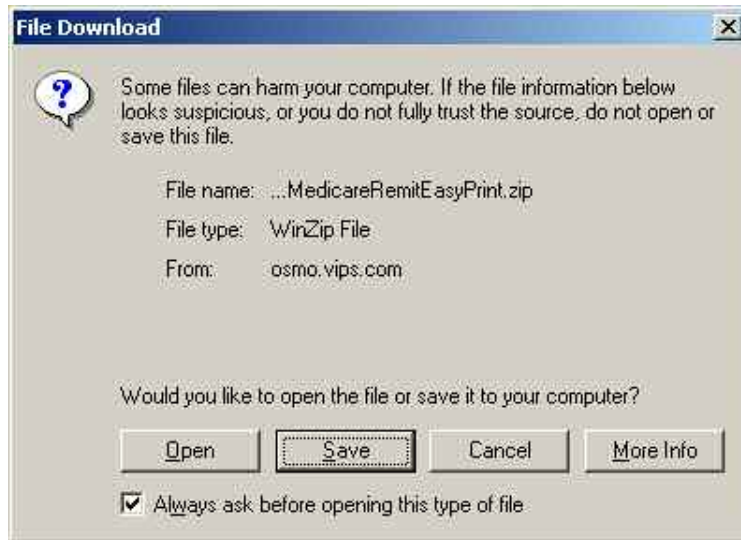 File Download
Some files can harm your computer. If the file information below
looks suspicious, or you do not fully trust the source, do not open or
save this file.
File name: ...MedicareRemitEasyPrint.zip
File type: WinZip File
From: osmo.vips.com
Would you like to open the file or save it to your computer?
Open Save Cancel More Info
Always ask before opening this type of file